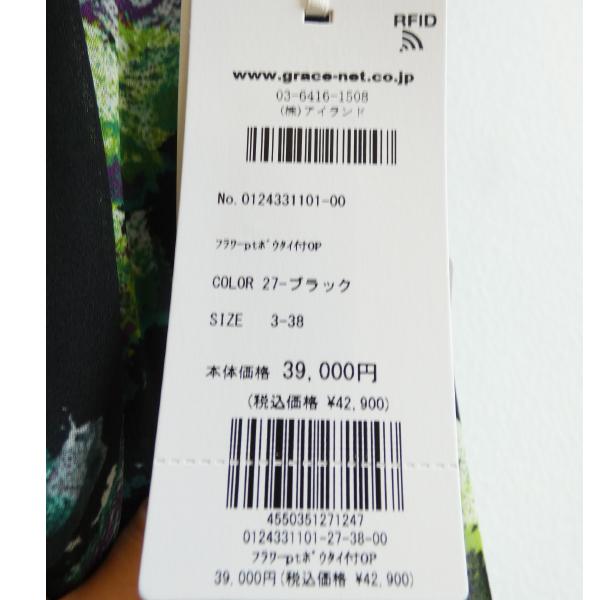 RFID
www.grace-net.co.jp
03-6416-1508
(株)アイランド
No. 0124331101-00
ﾌﾗﾜｰptﾎﾞｳﾀｲ付OP
COLOR 27-ブラック
SIZE 3-38
本体価格 39,000円
(税込価格 ¥42,900)
4550351271247
0124331101-27-38-00
ﾌﾗﾜｰptﾎﾞｳﾀｲ付OP
39,000円(税込価格 ¥42,900)